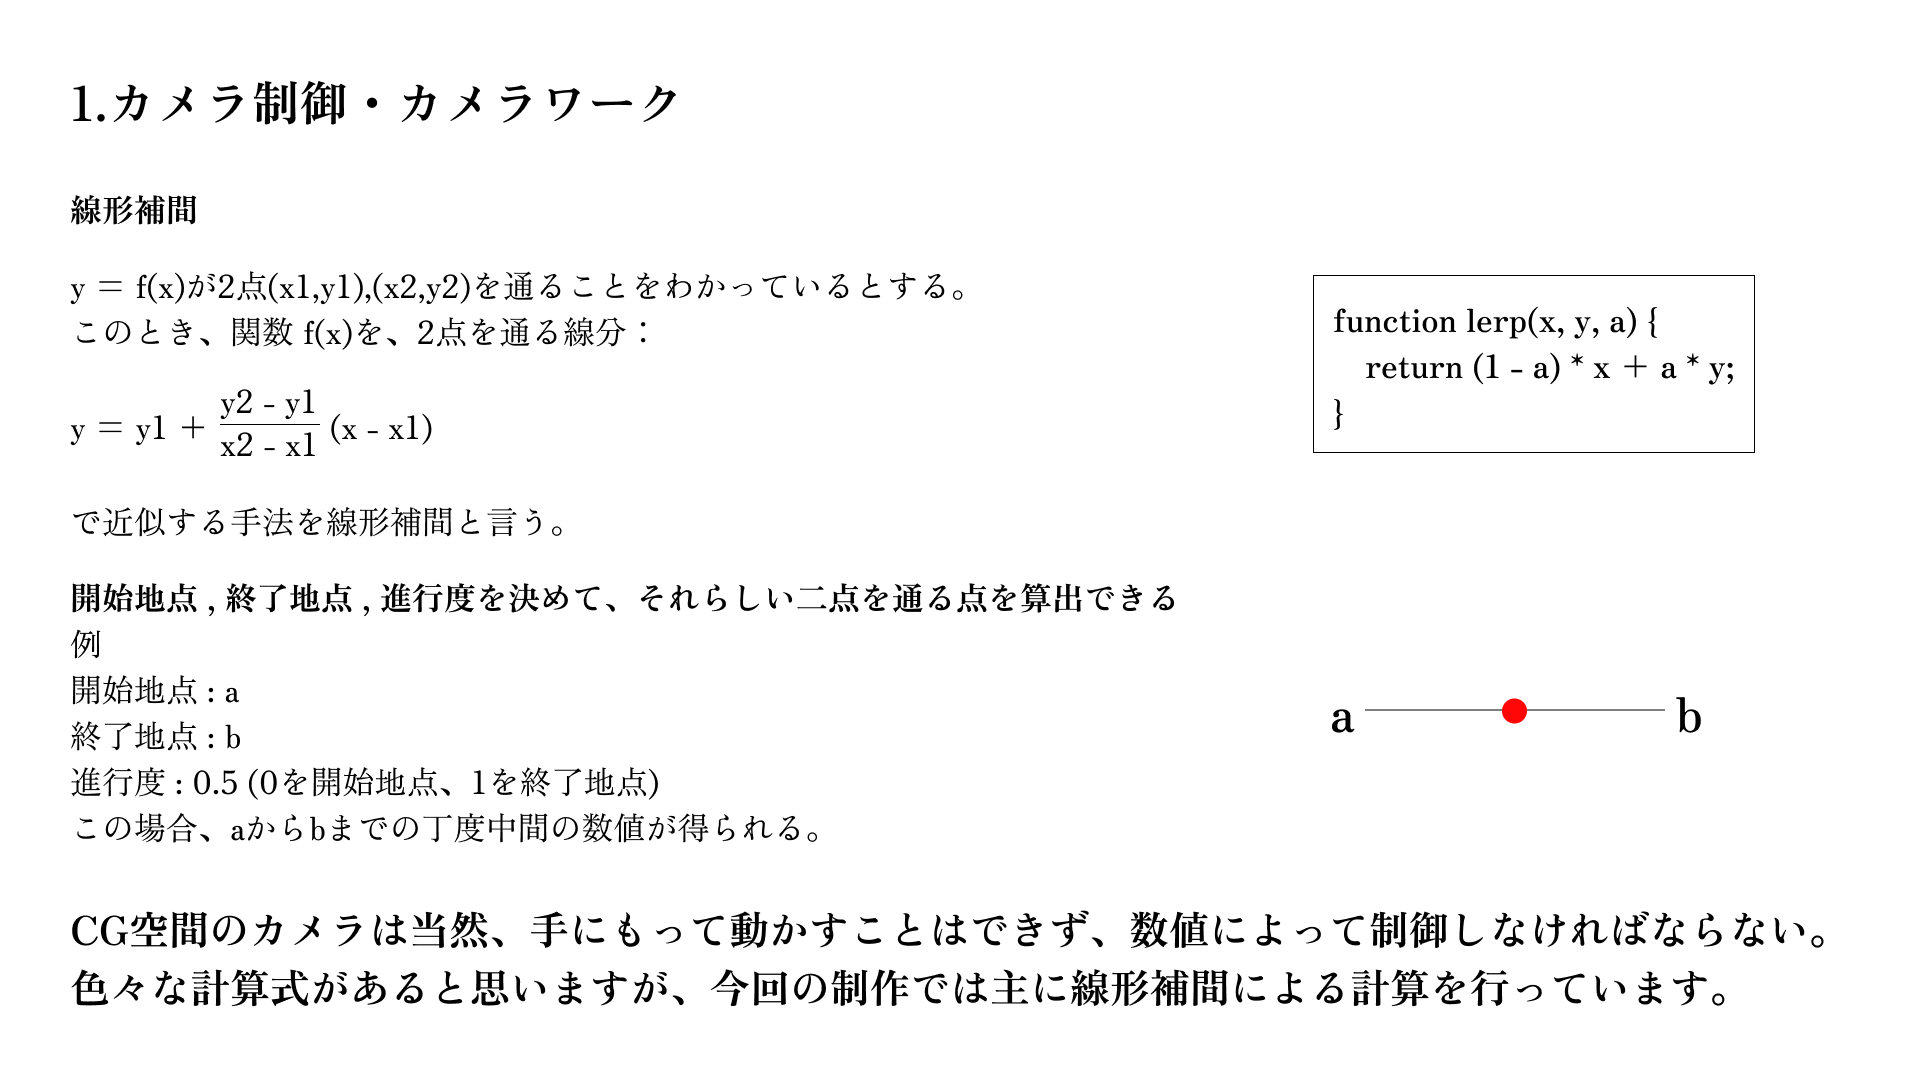 1.カメラ制御・カメラワーク
線形補間
y = f(x)が2点(x1,y1),(x2,y2)を通ることをわかっているとする。
このとき、関数 f(x)を、2点を通る線分：
y = y1 + 
y2 - y1
x2 - x1
(x - x1)
で近似する手法を線形補間と言う。
開始地点 , 終了地点 , 進行度を決めて、それらしい二点を通る点を算出できる
例
開始地点 : a
終了地点 : b
進行度 : 0.5 (0を開始地点、1を終了地点)
この場合、aからbまでの丁度中間の数値が得られる。
function lerp(x, y, a) {
return (1 - a) * x + a * y;
}
a
b
CG空間のカメラは当然、手にもって動かすことはできず、数値によって制御しなければならない。
色々な計算式があると思いますが、今回の制作では主に線形補間による計算を行っています。